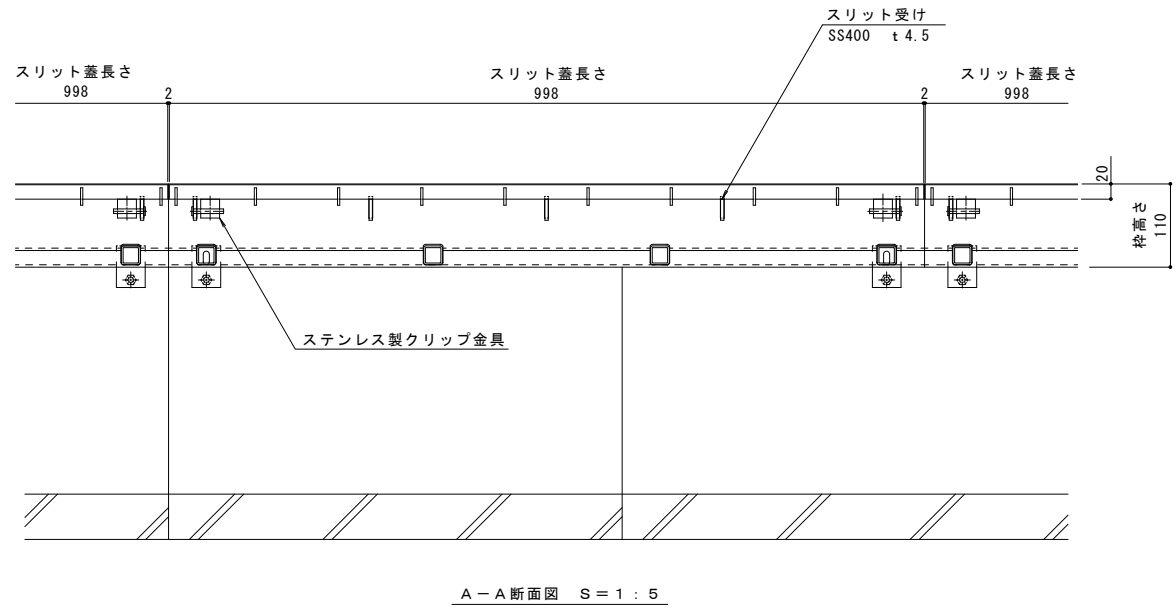 スリット受け
SS400 t 4.5
スリット蓋長さ
998
2
スリット蓋長さ
998
2
スリット蓋長さ
998
20
枠高さ
110
ステンレス製クリップ金具
A－A断面図 S＝1：5